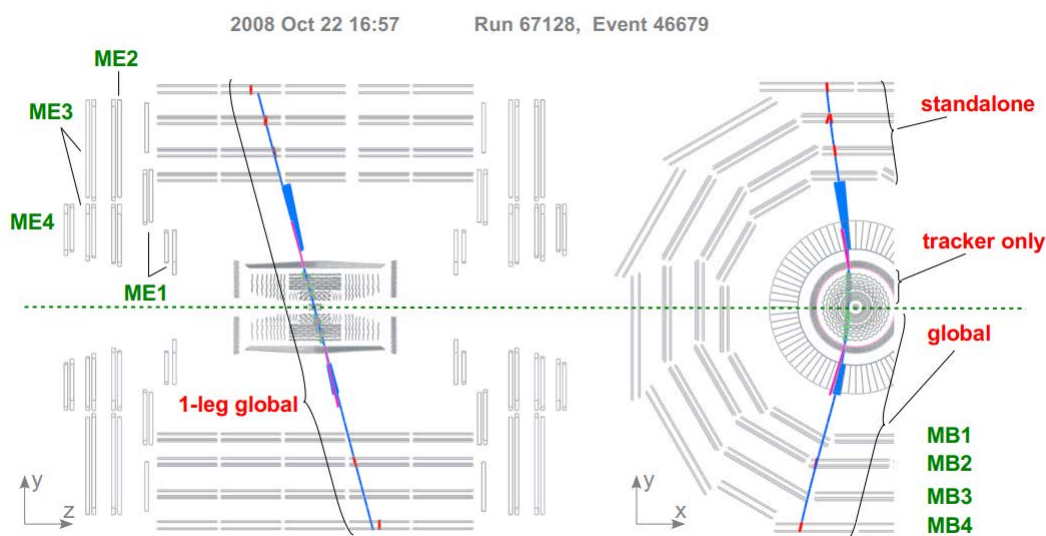 2008 Oct 22 16:57 Run 67128, Event 46679
ME2
ME3
ME4
ME1
1-leg global
standalone
tracker only
global
MB1
MB2
MB3
MB4
y
z
y
x